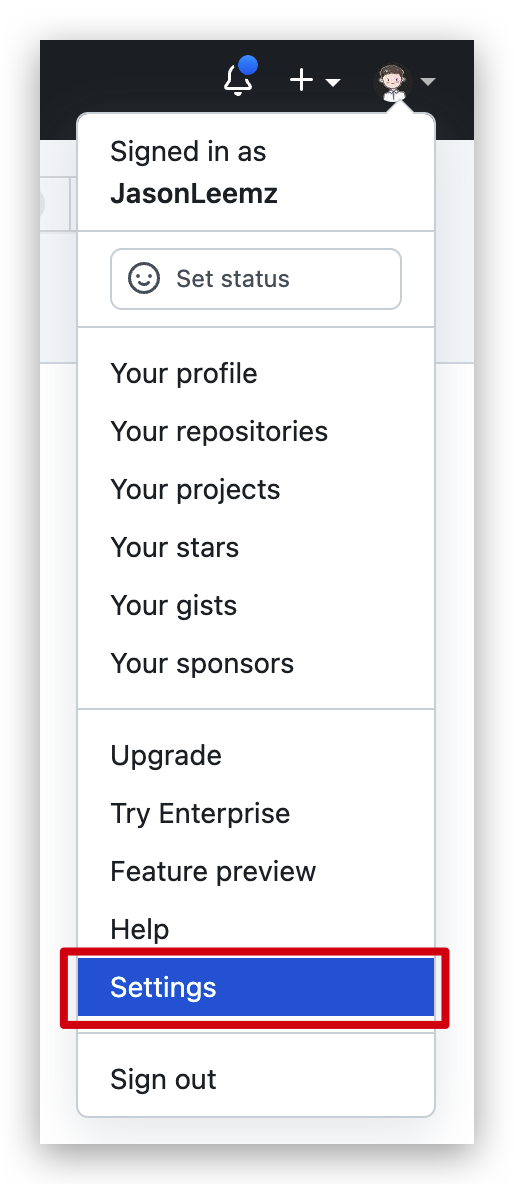 Signed in as
JasonLeemz
Set status
Your profile
Your repositories
Your projects
Your stars
Your gists
Your sponsors
Upgrade
Try Enterprise
Feature preview
Help
Settings
Sign out